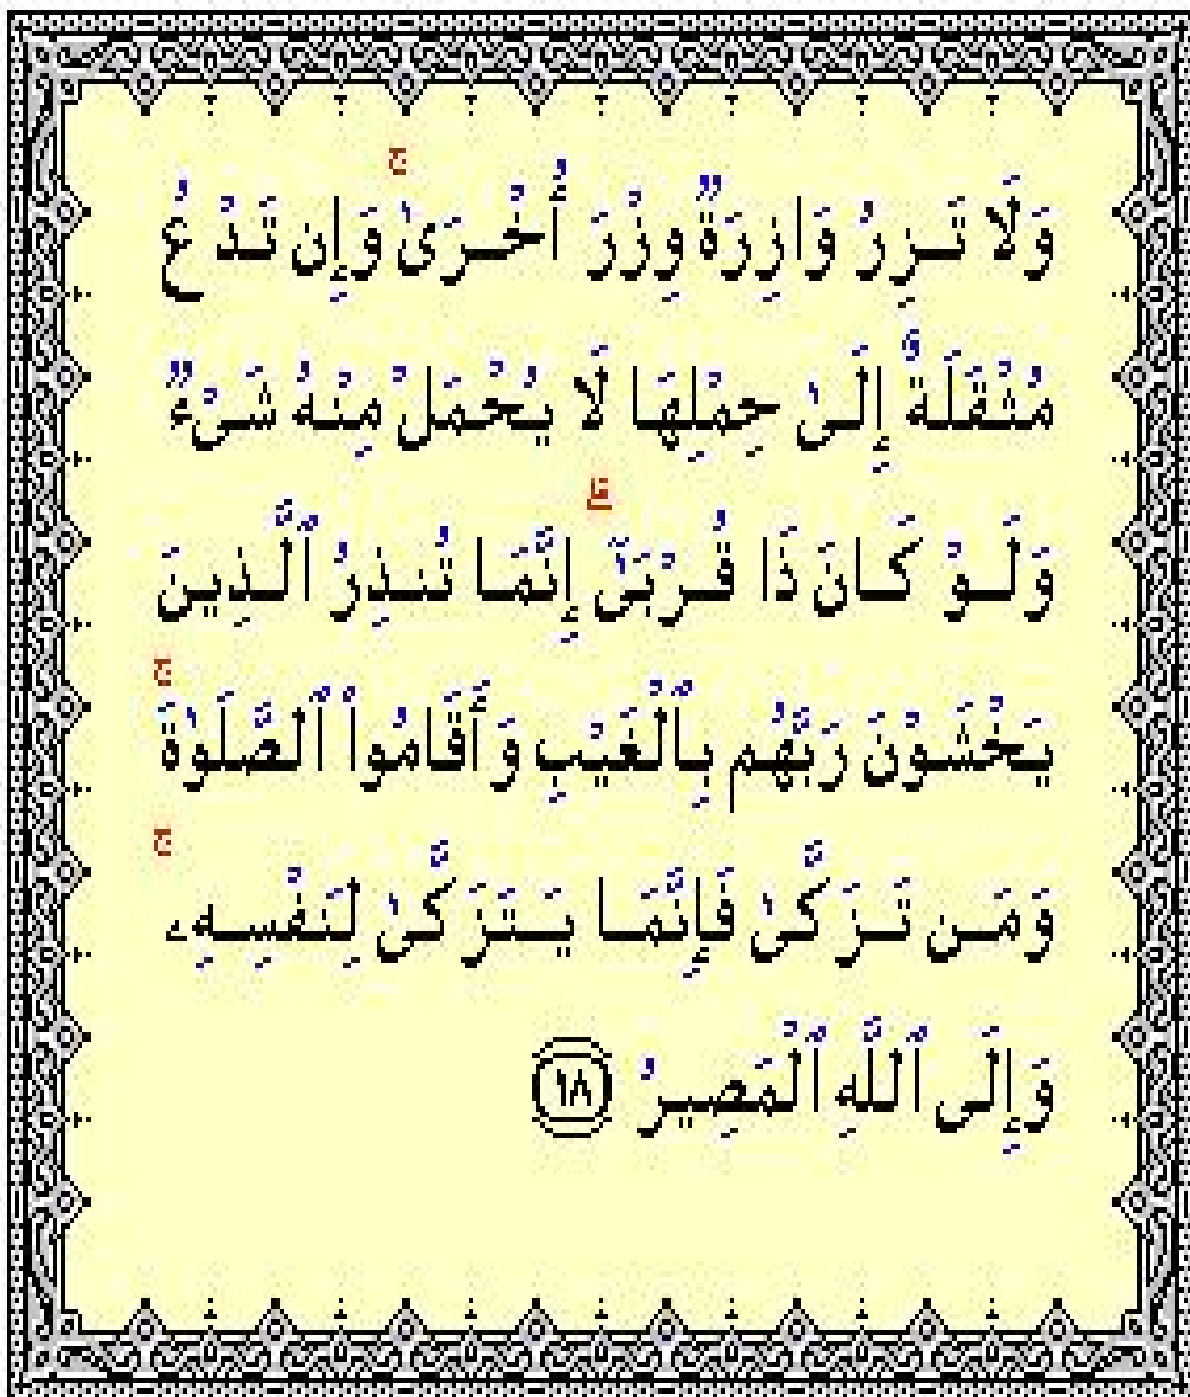 وَلَا تَزِرُ وَازِرَةٌ وِزْرَ أُخْرَىٰ ۚ وَإِن تَدْعُ
مُثْقَلَةٌ إِلَىٰ حِمْلِهَا لَا يُحْمَلْ مِنْهُ شَىْءٌ
وَلَوْ كَانَ ذَا قُرْبَىٰٓ ۗ إِنَّمَا تُنذِرُ ٱلَّذِينَ
يَخْشَوْنَ رَبَّهُم بِٱلْغَيْبِ وَأَقَامُوا۟ ٱلصَّلَوٰةَ ۚ
وَمَن تَزَكَّىٰ فَإِنَّمَا يَتَزَكَّىٰ لِنَفْسِهِۦ ۚ
وَإِلَى ٱللَّهِ ٱلْمَصِيرُ ١٨